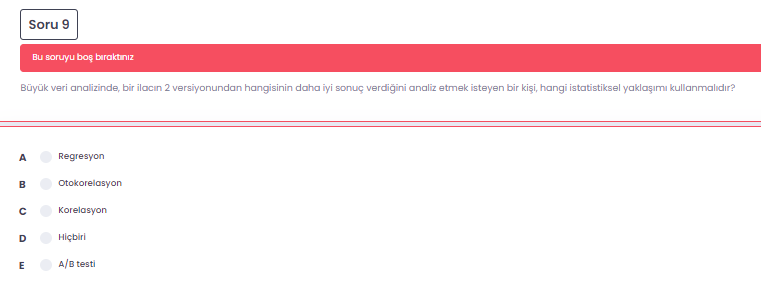 Soru 9
Bu soruyu boş bıraktınız
Büyük veri analizinde, bir ilacın 2 versiyonundan hangisinin daha iyi sonuç verdiğini analiz etmek isteyen bir kişi, hangi istatistiksel yaklaşımı kullanmalıdır?
A Regresyon
B Otokorelasyon
C Korelasyon
D Hiçbiri
E A/B testi